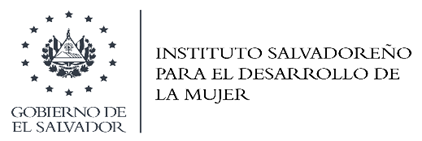 GOBIERNO DE
EL SALVADOR
INSTITUTO SALVADOREÑO
PARA EL DESARROLLO DE
LA MUJER